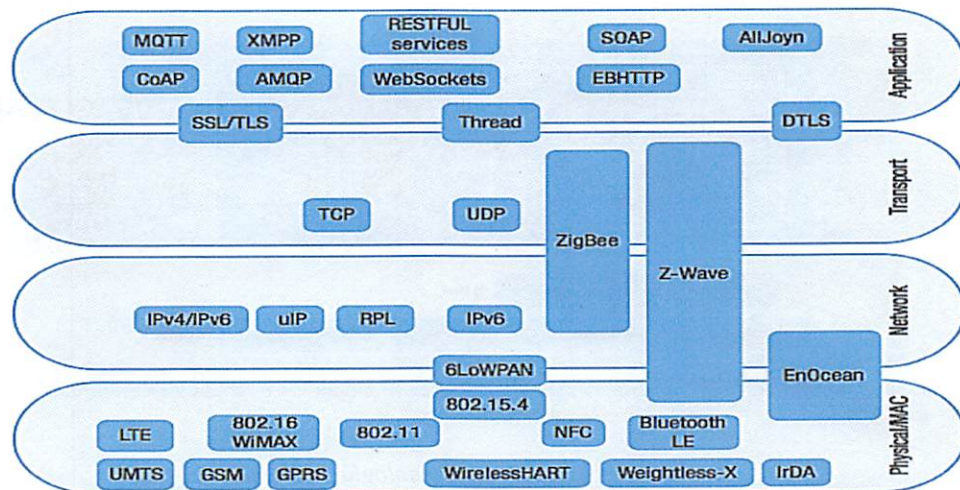 MQTT
XMPP
RESTFUL
services
SOAP
AllJoyn
CoAP
AMQP
WebSockets
EBHTTP
Application
SSL/TLS
Thread
DTLS
TCP
UDP
ZigBee
Z-Wave
Transport
IPv4/IPv6
uIP
RPL
IPv6
Network
6LoWPAN
EnOcean
802.15.4
LTE
802.16
WiMAX
802.11
NFC
Bluetooth
LE
UMTS
GSM
GPRS
WirelessHART
Weightless-X
IrDA
Physical/MAC